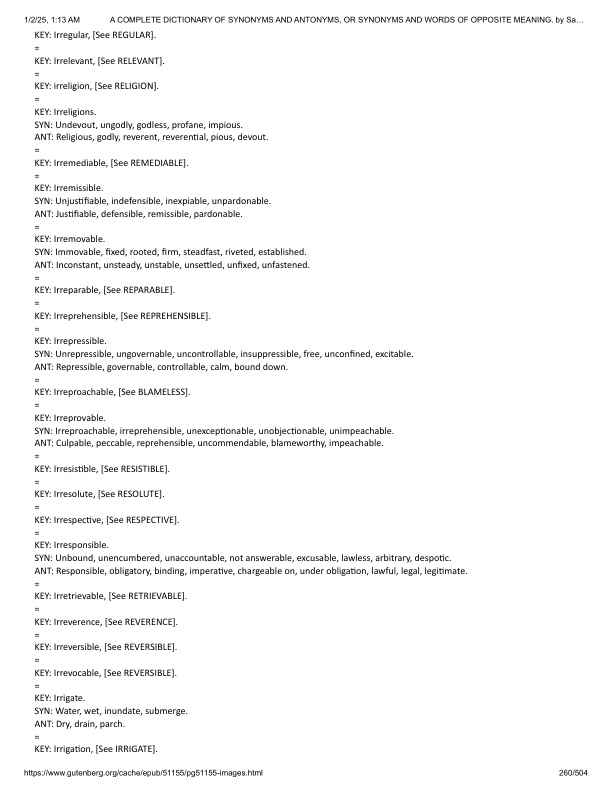 1/2/25, 1:13 AM A COMPLETE DICTIONARY OF SYNONYMS AND ANTONYMS, OR SYNONYMS AND WORDS OF OPPOSITE MEANING. by Sa…
KEY: Irregular, [See REGULAR].
=
KEY: Irrelevant, [See RELEVANT].
=
KEY: irreligion, [See RELIGION].
=
KEY: Irreligions.
SYN: Undevout, ungodly, godless, profane, impious.
ANT: Religious, godly, reverent, reverential, pious, devout.
=
KEY: Irremediable, [See REMEDIABLE].
=
KEY: Irremissible.
SYN: Unjustifiable, indefensible, inexpiable, unpardonable.
ANT: Justifiable, defensible, remissible, pardonable.
=
KEY: Irremovable.
SYN: Immovable, fixed, rooted, firm, steadfast, riveted, established.
ANT: Inconstant, unsteady, unstable, unsettled, unfixed, unfastened.
=
KEY: Irreparable, [See REPARABLE].
=
KEY: Irreprehensible, [See REPREHENSIBLE].
=
KEY: Irrepressible.
SYN: Unrepressible, ungovernable, uncontrollable, insuppressible, free, unconfined, excitable.
ANT: Repressible, governable, controllable, calm, bound down.
=
KEY: Irreproachable, [See BLAMELESS].
=
KEY: Irreprovable.
SYN: Irreproachable, irreprehensible, unexceptionable, unobjectionable, unimpeachable.
ANT: Culpable, peccable, reprehensible, uncommendable, blameworthy, impeachable.
=
KEY: Irresistible, [See RESISTIBLE].
=
KEY: Irresolute, [See RESOLUTE].
=
KEY: Irrespective, [See RESPECTIVE].
=
KEY: Irresponsible.
SYN: Unbound, unencumbered, unaccountable, not answerable, excusable, lawless, arbitrary, despotic.
ANT: Responsible, obligatory, binding, imperative, chargeable on, under obligation, lawful, legal, legitimate.
=
KEY: Irretrievable, [See RETRIEVABLE].
=
KEY: Irreverence, [See REVERENCE].
=
KEY: Irreversible, [See REVERSIBLE].
=
KEY: Irrevocable, [See REVERSIBLE].
=
KEY: Irrigate.
SYN: Water, wet, inundate, submerge.
ANT: Dry, drain, parch.
=
KEY: Irrigation, [See IRRIGATE].
https://www.gutenberg.org/cache/epub/51155/pg51155-images.html 260/504